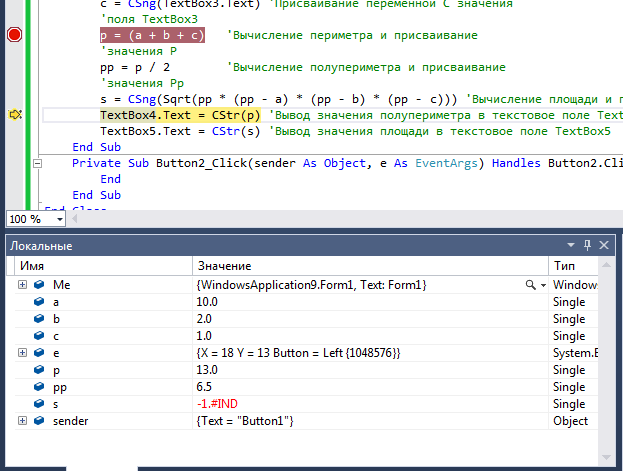 c = CSng(TextBox3.Text) 'Присваивание переменной С значения
'поля TextBox3
p = (a + b + c) 'Вычисление периметра и присваивание
'значения P
pp = p / 2 'Вычисление полупериметра и присваивание
'значения Pp
s = CSng(Sqrt(pp * (pp - a) * (pp - b) * (pp - c))) 'Вычисление площади и п
TextBox4.Text = CStr(p) 'Вывод значения полупериметра в текстовое поле Text
TextBox5.Text = CStr(s) 'Вывод значения площади в текстовое поле TextBox5
End Sub
Private Sub Button2_Click(sender As Object, e As EventArgs) Handles Button2.Cli
End
End Sub
End Class
100 %
Локальные
Имя Значение Тип
Me {WindowsApplication9.Form1, Text: Form1} Windows
a 10.0 Single
b 2.0 Single
c 1.0 Single
e {X = 18 Y = 13 Button = Left {1048576}} System.E
p 13.0 Single
pp 6.5 Single
s -1.#IND Single
sender {Text = "Button1"} Object